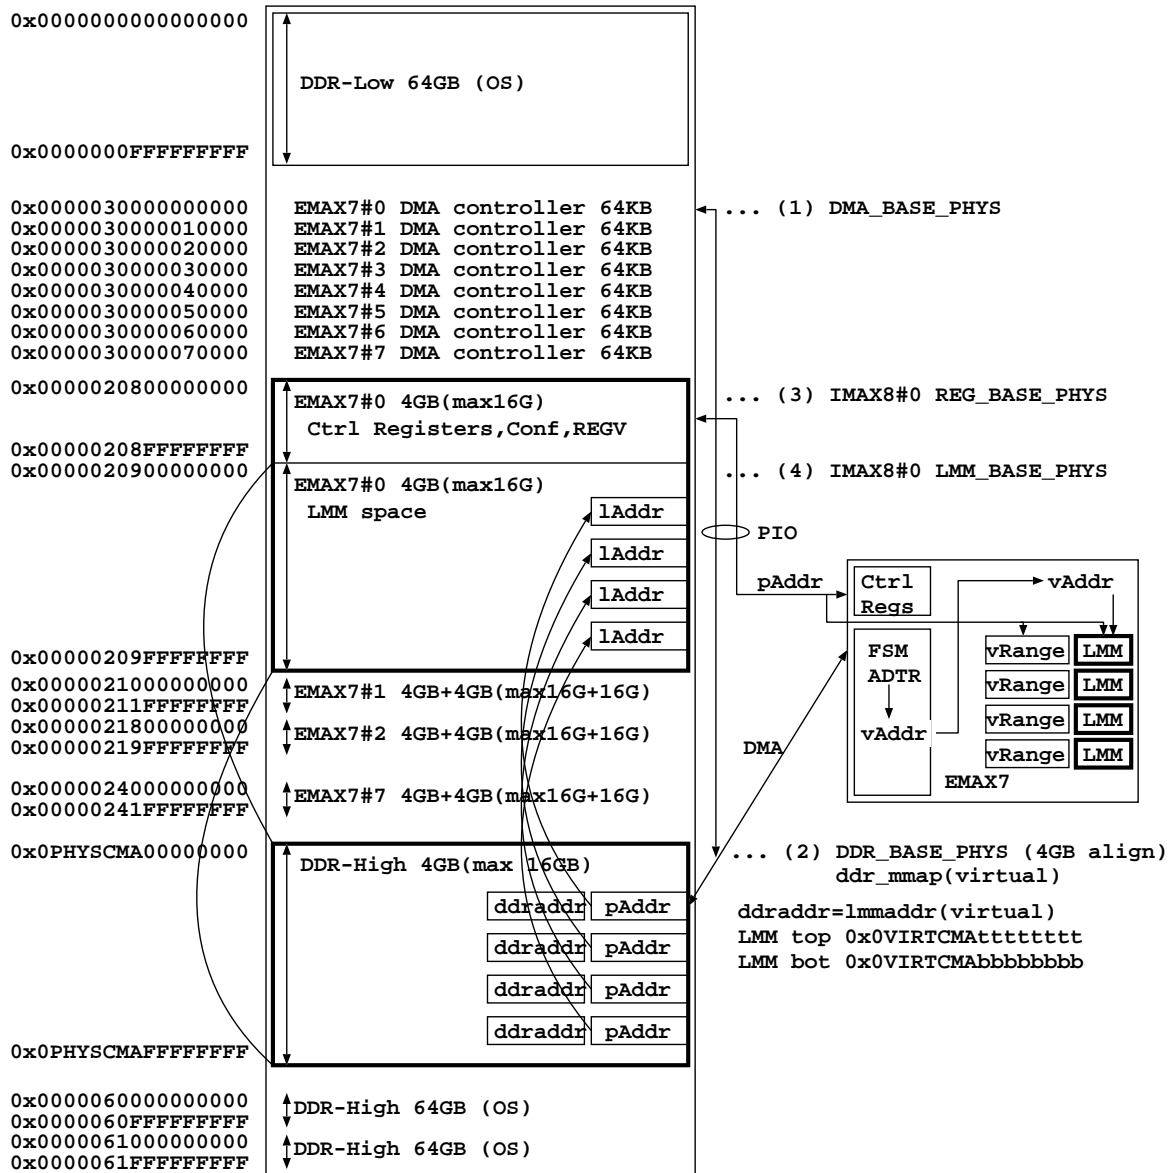 0x0000000000000000
DDR-Low 64GB (OS)
0x0000000FFFFFFFFF
0x0000030000000000 EMAX7#0 DMA controller 64KB ... (1) DMA_BASE_PHYS
0x0000030000010000 EMAX7#1 DMA controller 64KB
0x0000030000020000 EMAX7#2 DMA controller 64KB
0x0000030000030000 EMAX7#3 DMA controller 64KB
0x0000030000040000 EMAX7#4 DMA controller 64KB
0x0000030000050000 EMAX7#5 DMA controller 64KB
0x0000030000060000 EMAX7#6 DMA controller 64KB
0x0000030000070000 EMAX7#7 DMA controller 64KB
0x0000020800000000 ... (3) IMAX8#0 REG_BASE_PHYS
EMAX7#0 4GB(max16G)
Ctrl Registers,Conf,REGV
0x00000208FFFFFFFF
0x0000020900000000 ... (4) IMAX8#0 LMM_BASE_PHYS
EMAX7#0 4GB(max16G)
LMM space lAddr
PIO
lAddr
pAddr Ctrl vAddr
lAddr Regs
lAddr
FSM vRange LMM
0x00000209FFFFFFFF
ADTR
0x0000021000000000 vRange LMM
EMAX7#1 4GB+4GB(max16G+16G)
0x00000211FFFFFFFF
0x0000021800000000 vRange LMM
EMAX7#2 4GB+4GB(max16G+16G) vAddr
0x00000219FFFFFFFF DMA vRange LMM
EMAX7
0x0000024000000000
EMAX7#7 4GB+4GB(max16G+16G)
0x00000241FFFFFFFF
0x0PHYSCMA00000000 ... (2) DDR_BASE_PHYS (4GB align)
DDR-High 4GB(max 16GB)
ddr_mmap(virtual)
ddraddr pAddr ddraddr=lmmaddr(virtual)
LMM top 0x0VIRTCMAtttttttt
ddraddr pAddr
LMM bot 0x0VIRTCMAbbbbbbbb
ddraddr pAddr
ddraddr pAddr
0x0PHYSCMAFFFFFFFF
0x0000060000000000
DDR-High 64GB (OS)
0x0000060FFFFFFFFF
0x0000061000000000
DDR-High 64GB (OS)
0x0000061FFFFFFFFF